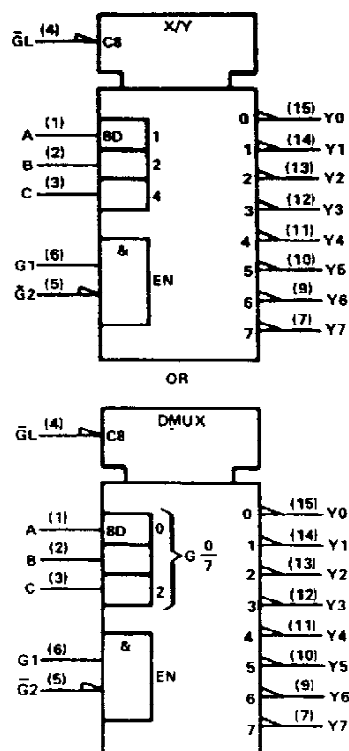 X/Y
ḠL (4) C8
0 (15) Y0
A (1) 8D 1
1 (14) Y1
B (2) 2
2 (13) Y2
C (3) 4
3 (12) Y3
&
4 (11) Y4
G1 (6) EN
5 (10) Y5
Ḡ2 (5)
6 (9) Y6
7 (7) Y7
OR
DMUX
ḠL (4) C8
0 (15) Y0
A (1) 8D 0
1 (14) Y1
B (2) G 0/7
2 (13) Y2
C (3) 2
3 (12) Y3
&
4 (11) Y4
G1 (6) EN
5 (10) Y5
Ḡ2 (5)
6 (9) Y6
7 (7) Y7